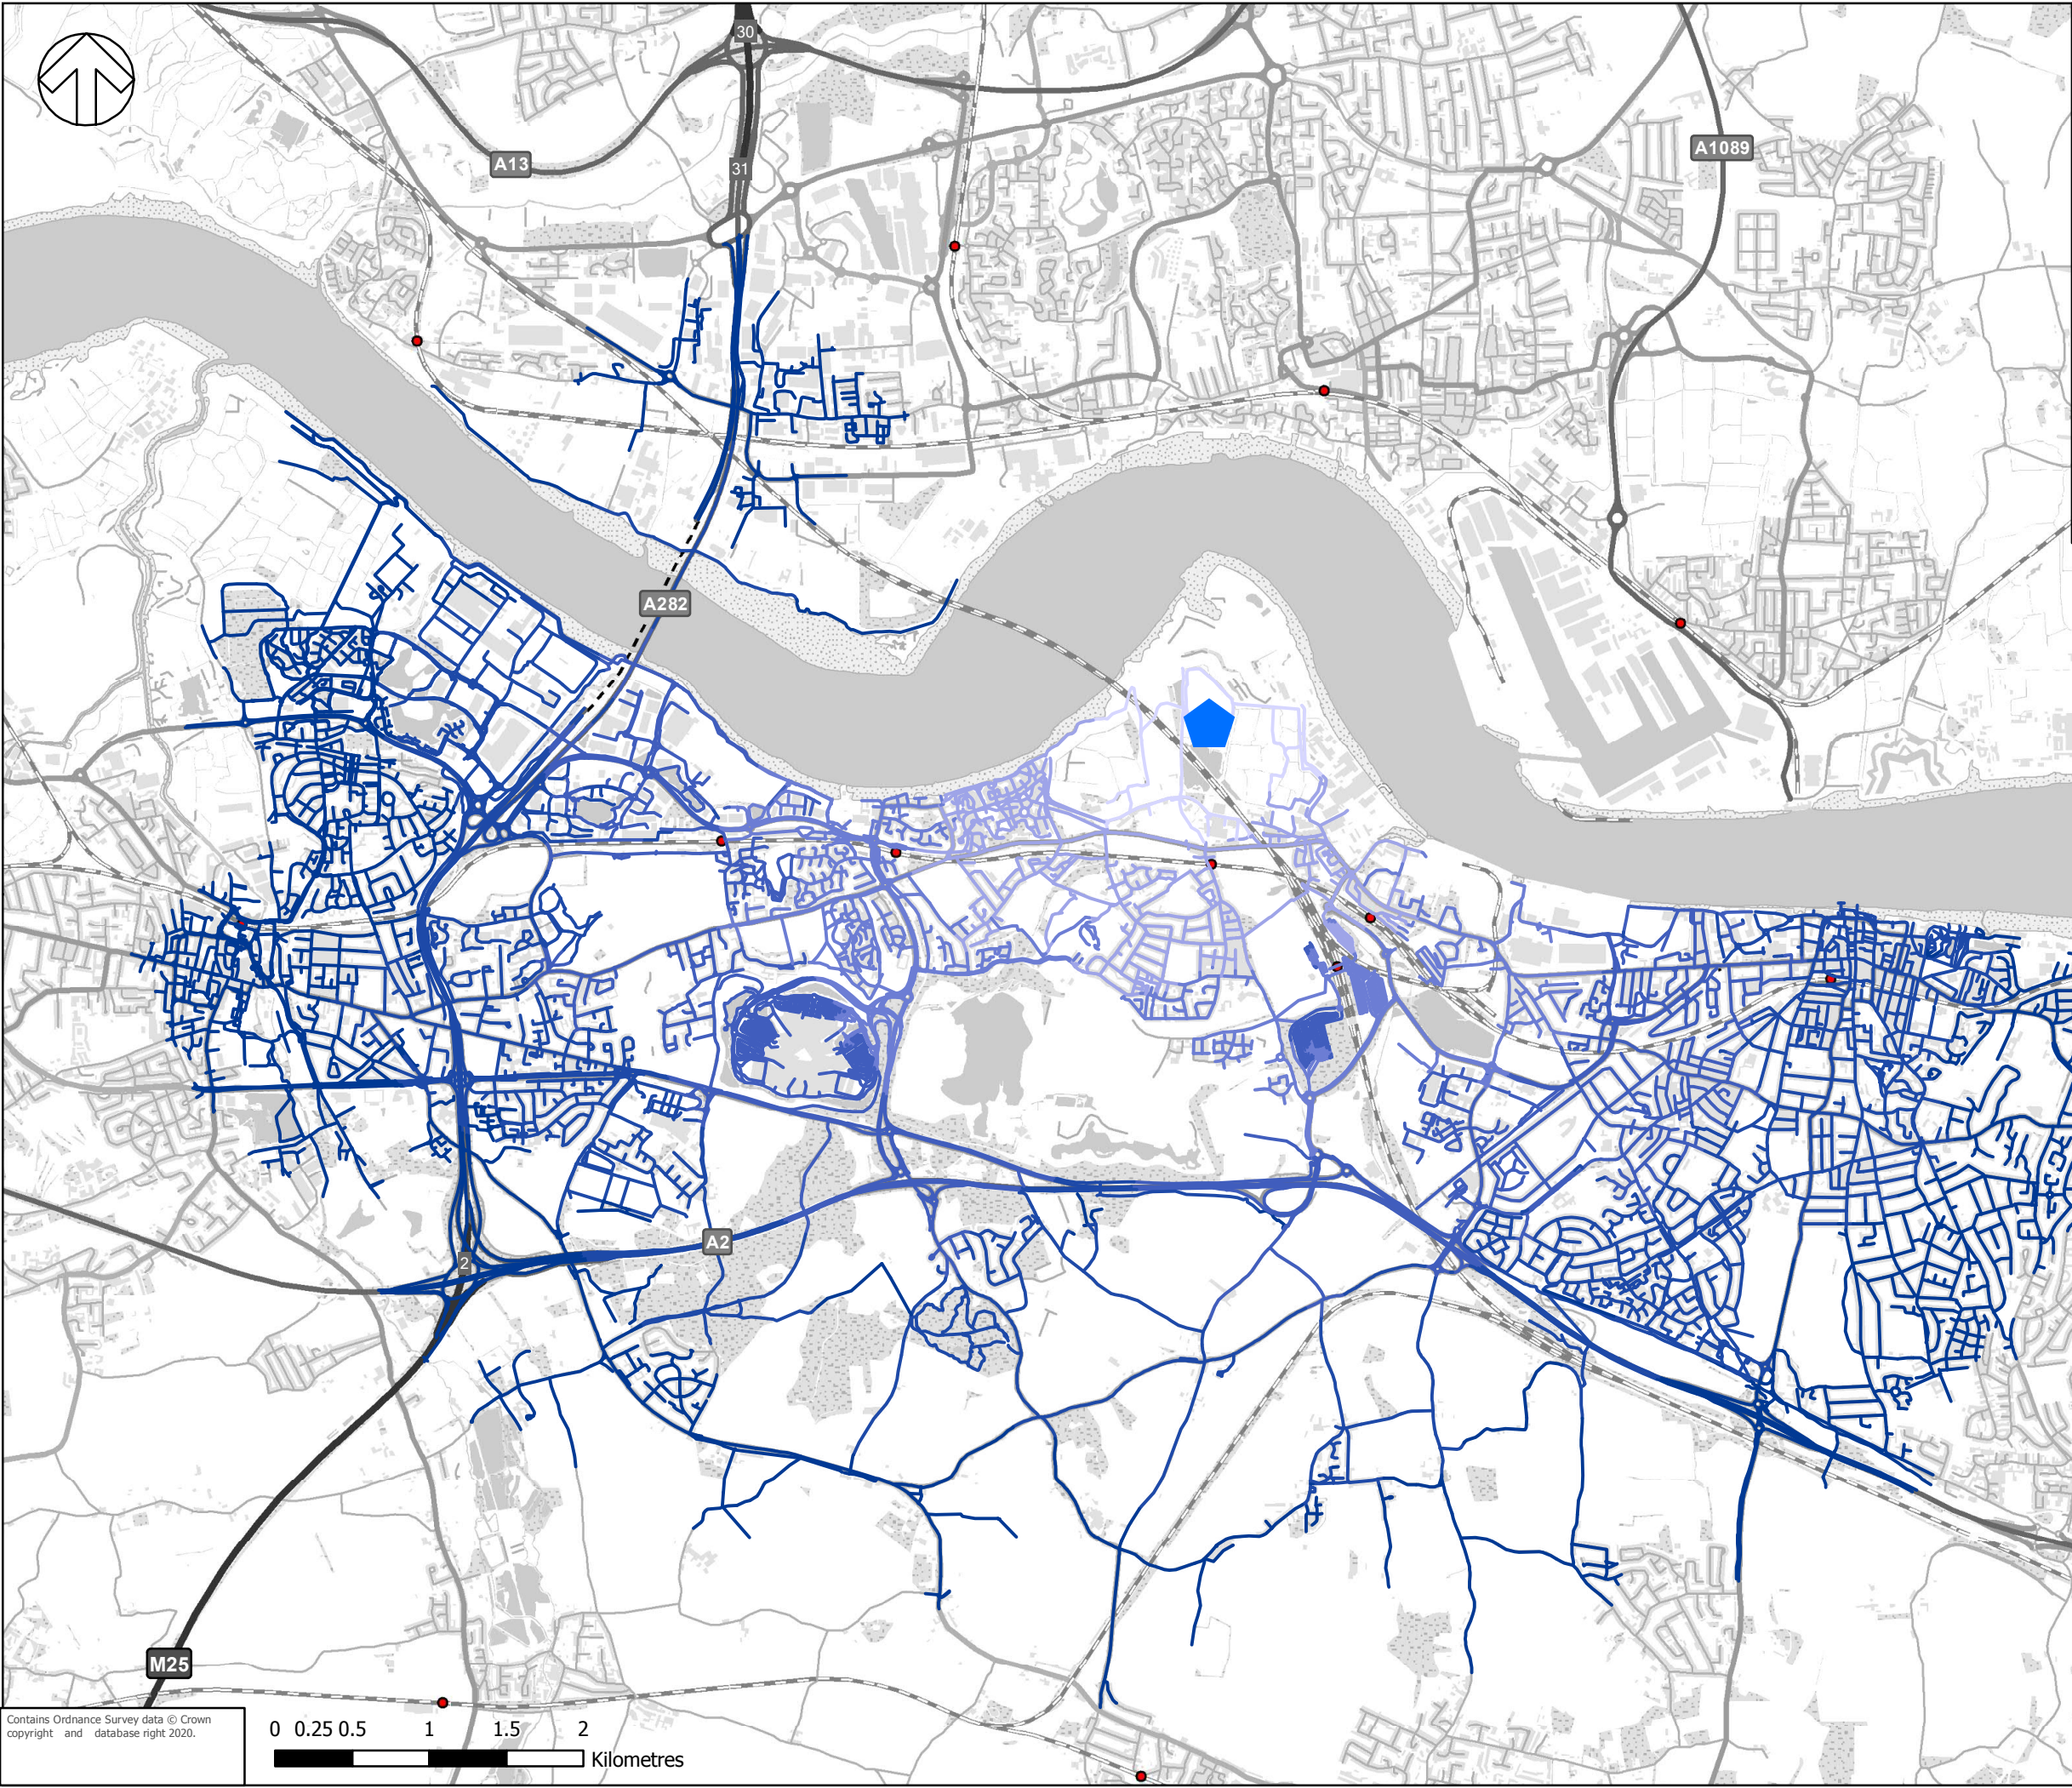 30
31
A13
A1089
A282
A2
2
M25
Contains Ordnance Survey data © Crown
copyright and database right 2020.
0 0.25 0.5 1 1.5 2
Kilometres